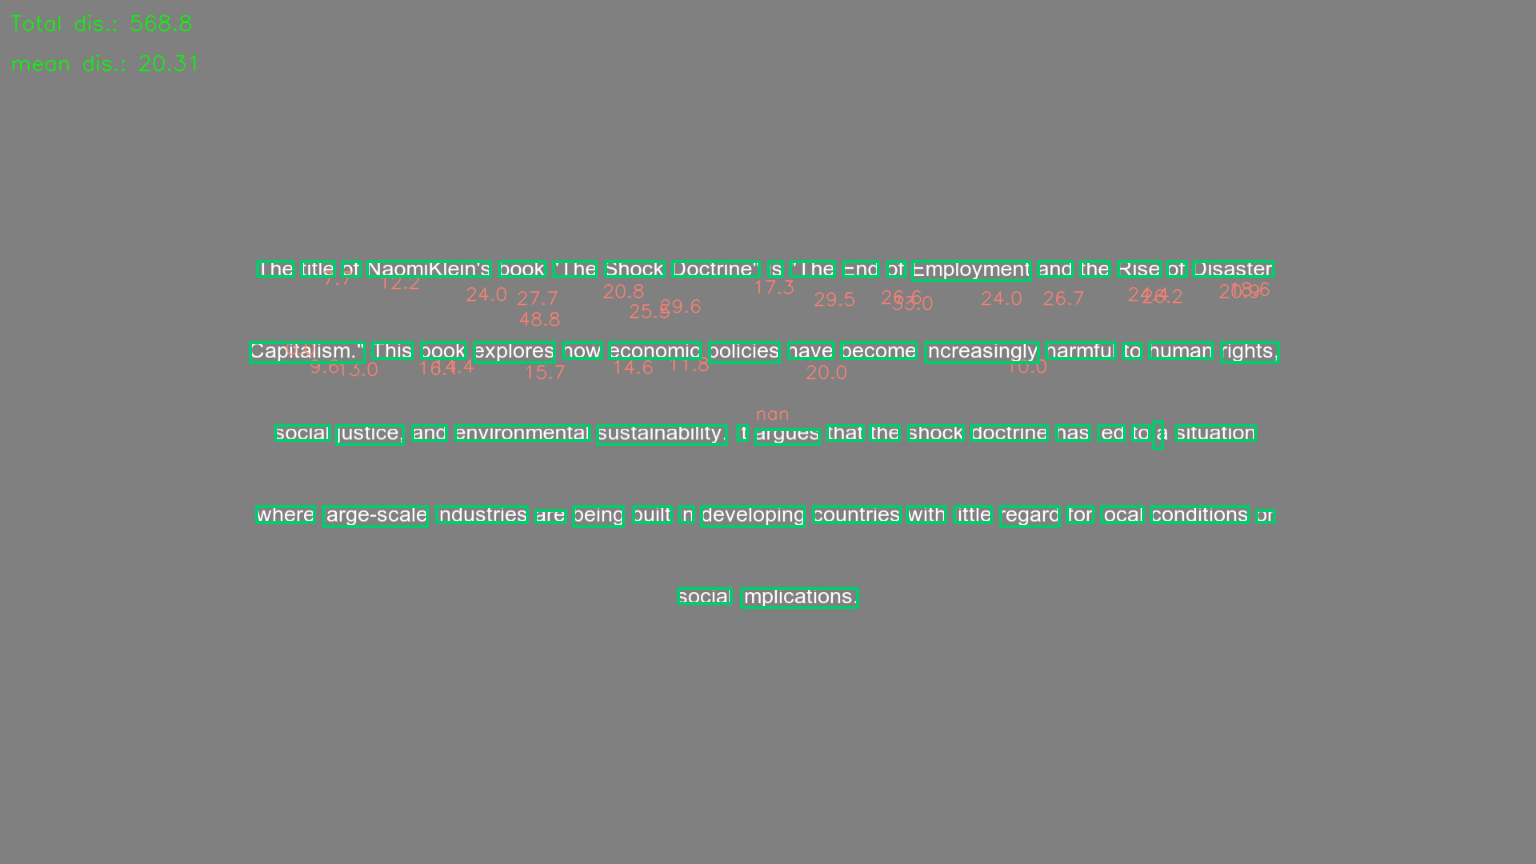 Total dis.: 568.8
mean dis.: 20.31
The title of NaomiKlein's book "The Shock Doctrine" is "The End of Employment and the Rise of Disaster
7.7 12.2 24.0 27.7 48.8 20.8 25.5 29.6 17.3 29.5 26.6 33.0 24.0 26.7 24.4 26.2 20.9 18.6
Capitalism." This book explores how economic policies have become increasingly harmful to human rights,
9.6 13.0 16.1 14.4 15.7 14.6 11.8 20.0 10.0
nan
social justice, and environmental sustainability. It argues that the shock doctrine has led to a situation
where large-scale industries are being built in developing countries with little regard for local conditions or
social implications.